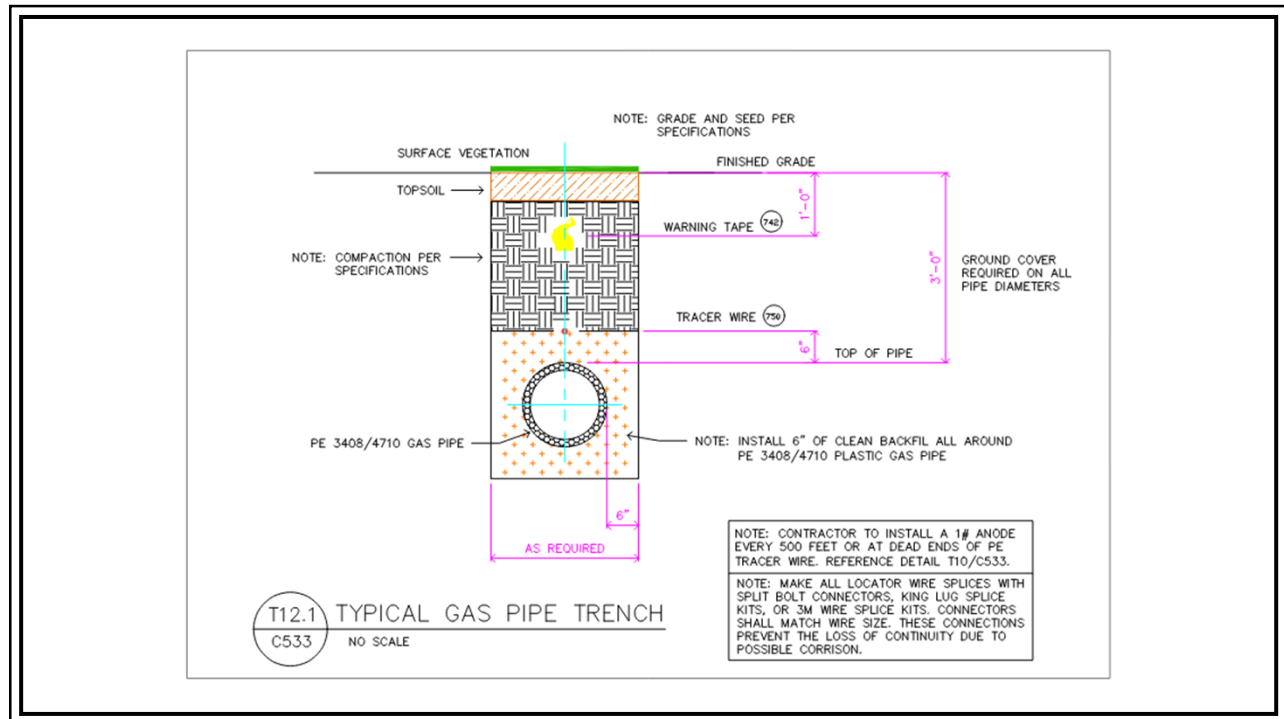 NOTE: GRADE AND SEED PER
SPECIFICATIONS
SURFACE VEGETATION
FINISHED GRADE
TOPSOIL
1'-0"
WARNING TAPE 742
NOTE: COMPACTION PER
SPECIFICATIONS
3'-0"
GROUND COVER
REQUIRED ON ALL
PIPE DIAMETERS
TRACER WIRE 750
6"
TOP OF PIPE
PE 3408/4710 GAS PIPE
NOTE: INSTALL 6" OF CLEAN BACKFIL ALL AROUND
PE 3408/4710 PLASTIC GAS PIPE
6"
AS REQUIRED
NOTE: CONTRACTOR TO INSTALL A 1# ANODE
EVERY 500 FEET OR AT DEAD ENDS OF PE
TRACER WIRE. REFERENCE DETAIL T10/C533.
NOTE: MAKE ALL LOCATOR WIRE SPLICES WITH
SPLIT BOLT CONNECTORS, KING LUG SPLICE
KITS, OR 3M WIRE SPLICE KITS. CONNECTORS
SHALL MATCH WIRE SIZE. THESE CONNECTIONS
PREVENT THE LOSS OF CONTINUITY DUE TO
POSSIBLE CORRISON.
T12.1 TYPICAL GAS PIPE TRENCH
C533 NO SCALE